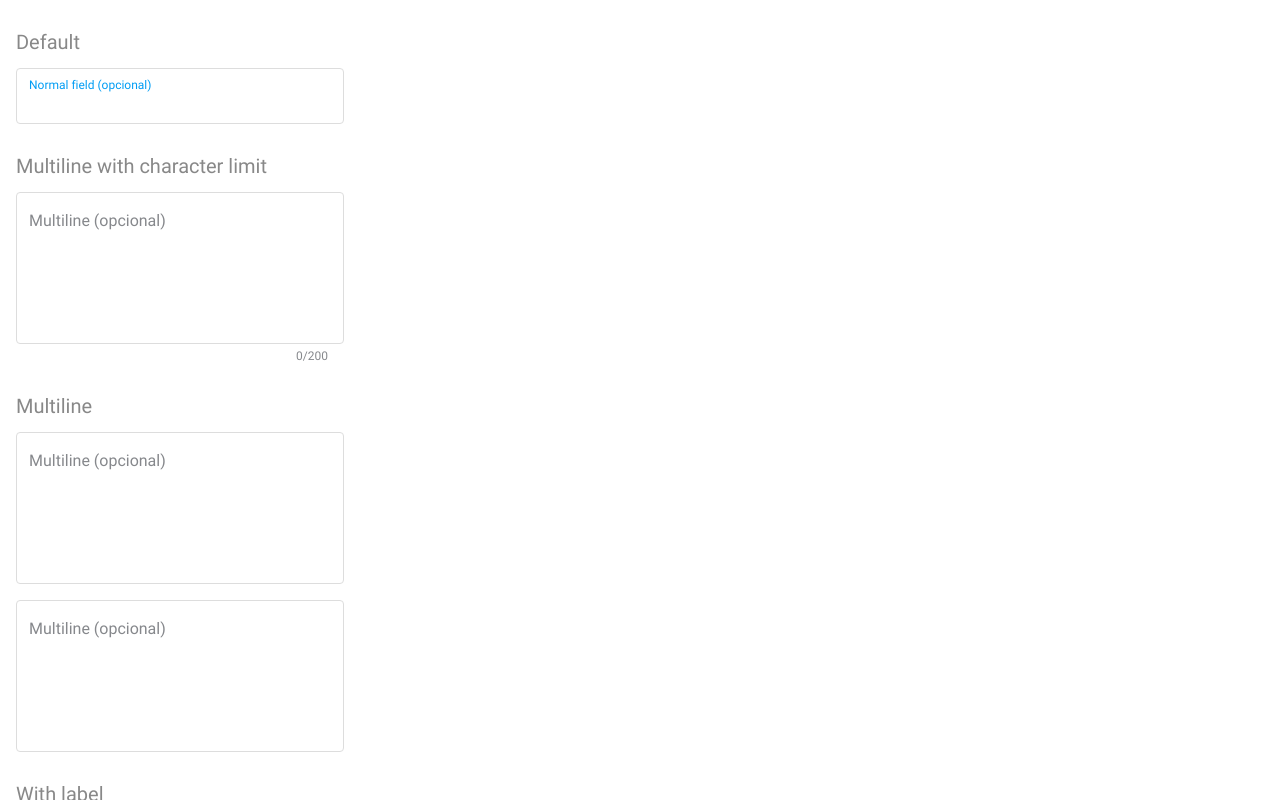 Default
Normal field (opcional)
Multiline with character limit
Multiline (opcional)
0/200
Multiline
Multiline (opcional)
Multiline (opcional)
With label